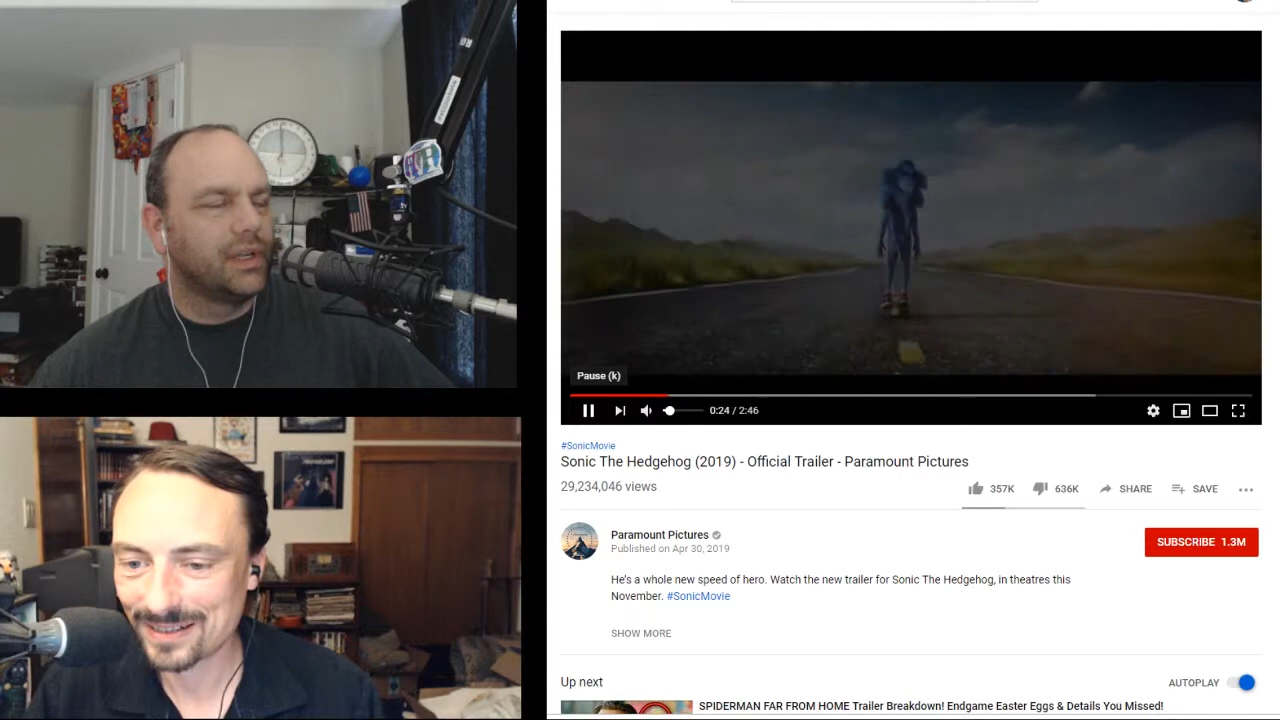 Pause (k)
0:24 / 2:46
#SonicMovie
Sonic The Hedgehog (2019) - Official Trailer - Paramount Pictures
29,234,046 views
357K 636K SHARE SAVE
Paramount Pictures
Published on Apr 30, 2019
SUBSCRIBE 1.3M
He's a whole new speed of hero. Watch the new trailer for Sonic The Hedgehog, in theatres this
November. #SonicMovie
SHOW MORE
Up next
AUTOPLAY
SPIDERMAN FAR FROM HOME Trailer Breakdown! Endgame Easter Eggs & Details You Missed!